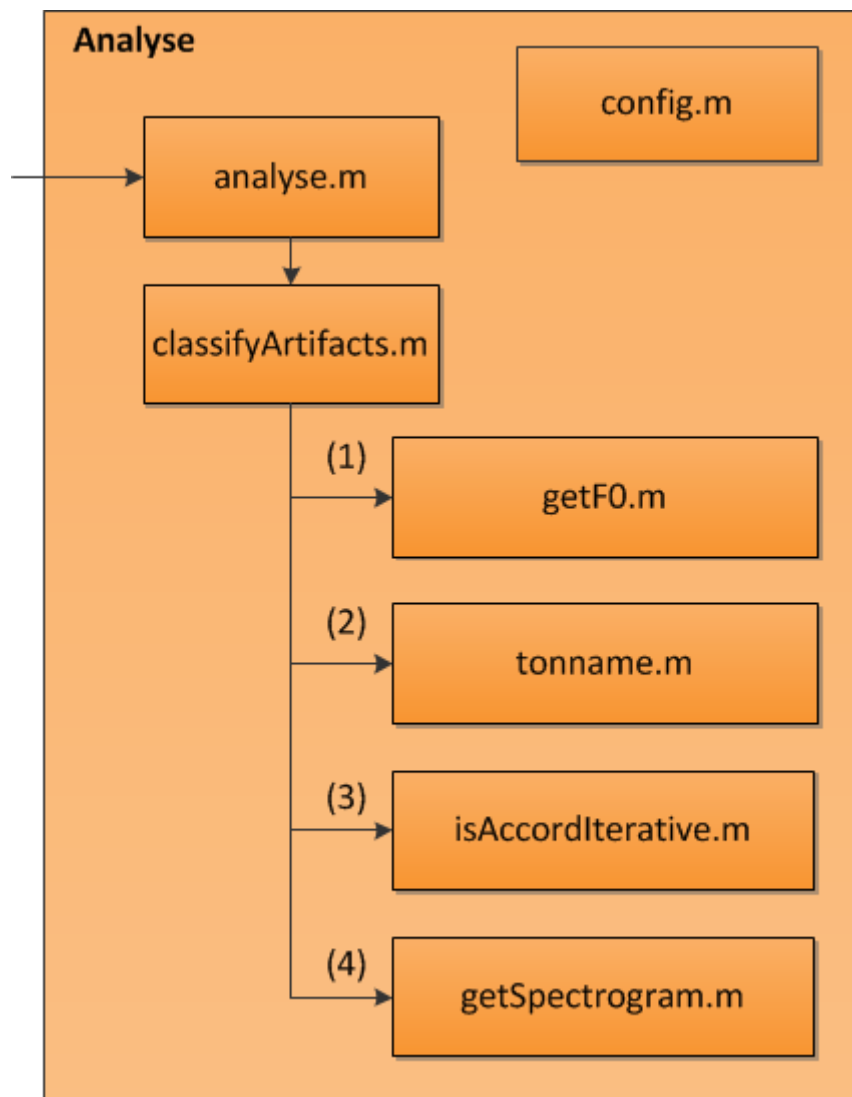 Analyse
config.m
analyse.m
classifyArtifacts.m
(1)
getF0.m
(2)
tonname.m
(3)
isAccordIterative.m
(4)
getSpectrogram.m